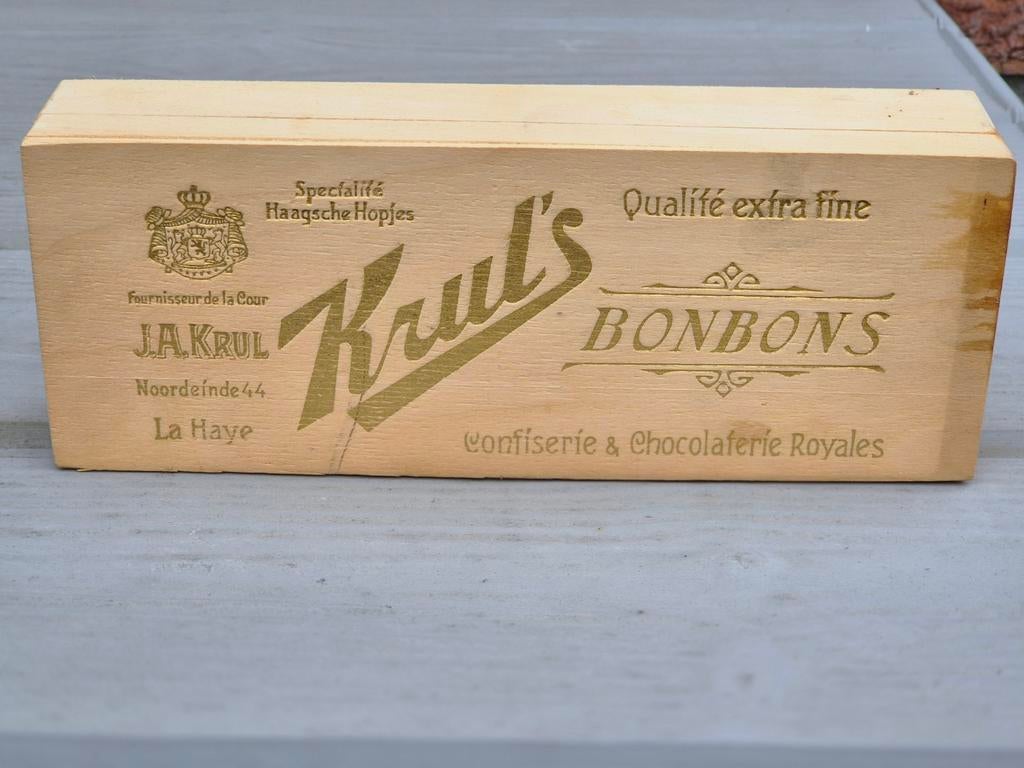 Specialité
Haagsche Hopjes
Fournisseur de la Cour
J.A. KRUL
Noordeinde 44
La Haye
Krul's
Qualité extra fine
BONBONS
Confiserie & Chocolaterie Royales